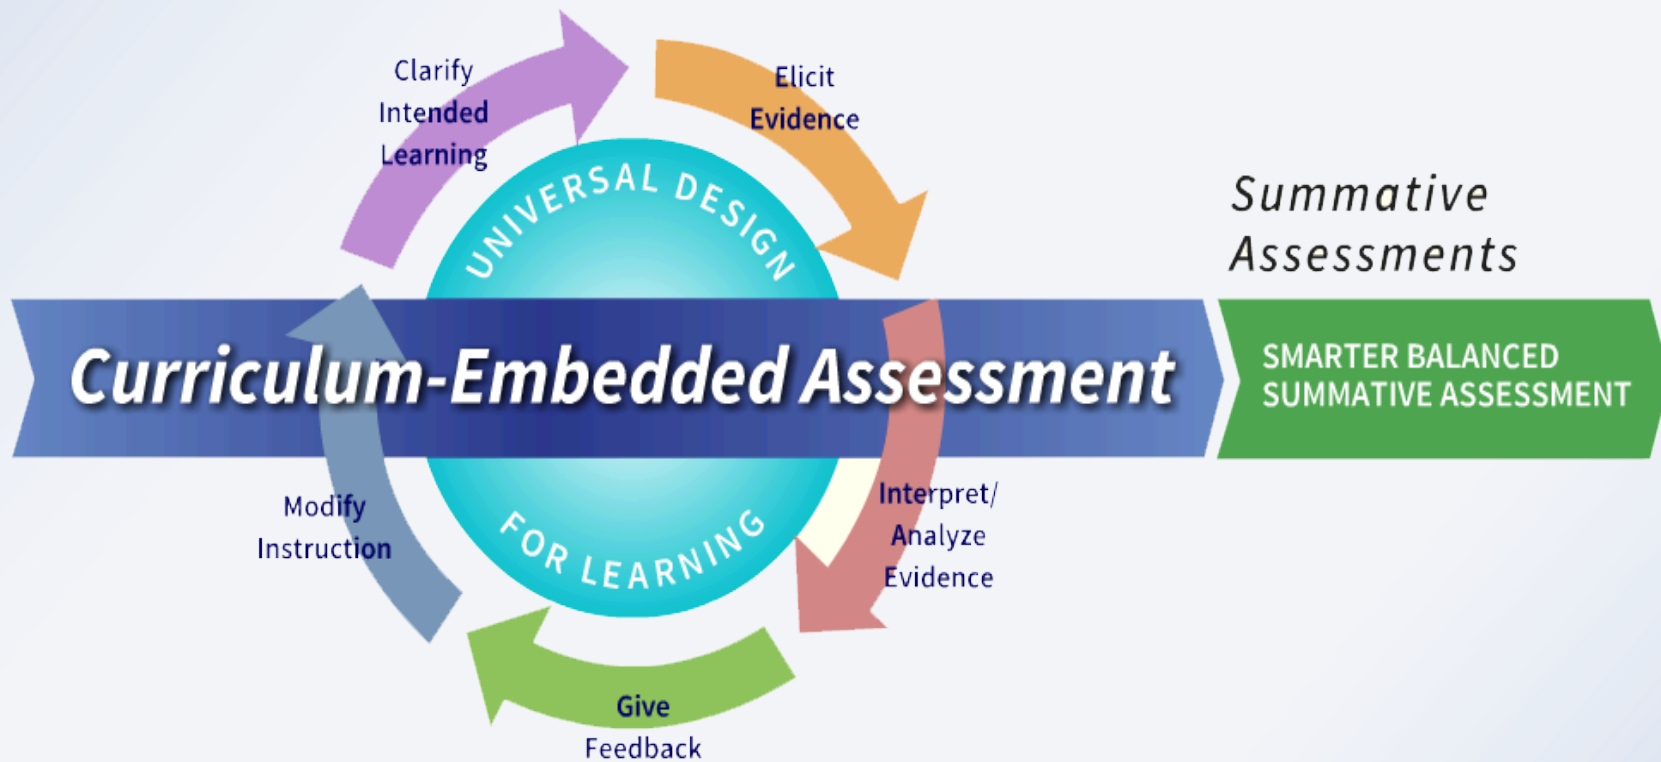 Clarify
Intended
Learning
Elicit
Evidence
UNIVERSAL DESIGN
Summative
Assessments
Curriculum-Embedded Assessment
SMARTER BALANCED
SUMMATIVE ASSESSMENT
Modify
Instruction
FOR LEARNING
Interpret/
Analyze
Evidence
Give
Feedback